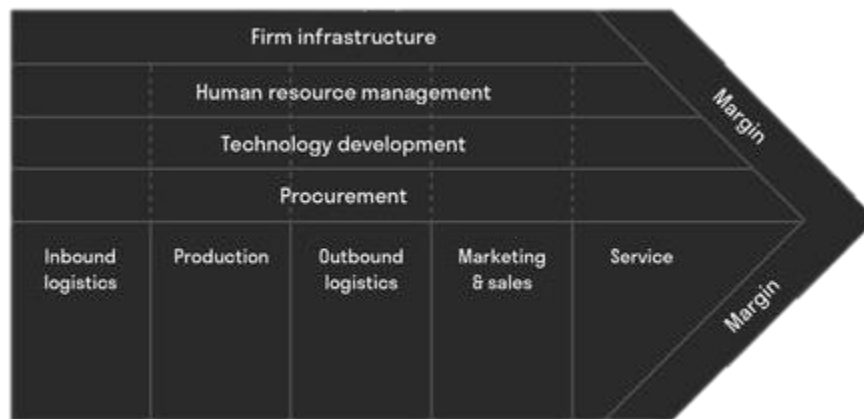 Firm infrastructure
Human resource management
Technology development
Procurement
Margin
Inbound
logistics
Production
Outbound
logistics
Marketing
& sales
Service
Margin